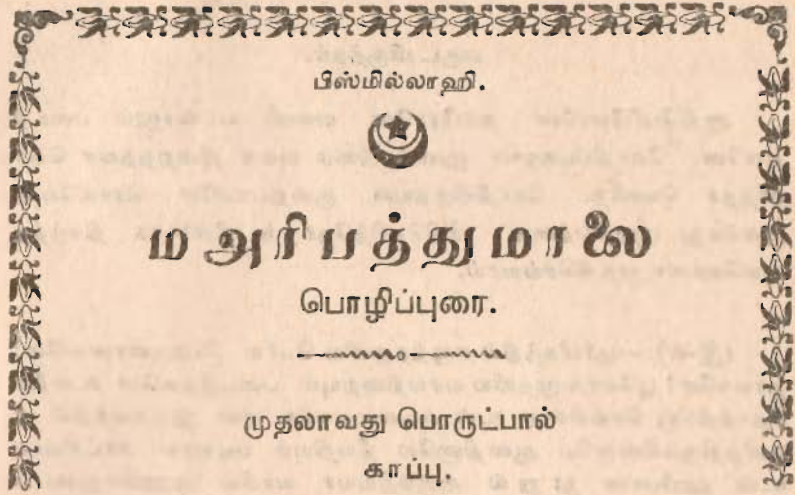 பிஸ்மில்லாஹி.
மஅரிபத்துமாலை
பொழிப்புரை.
முதலாவது பொருட்பால்
காப்பு.